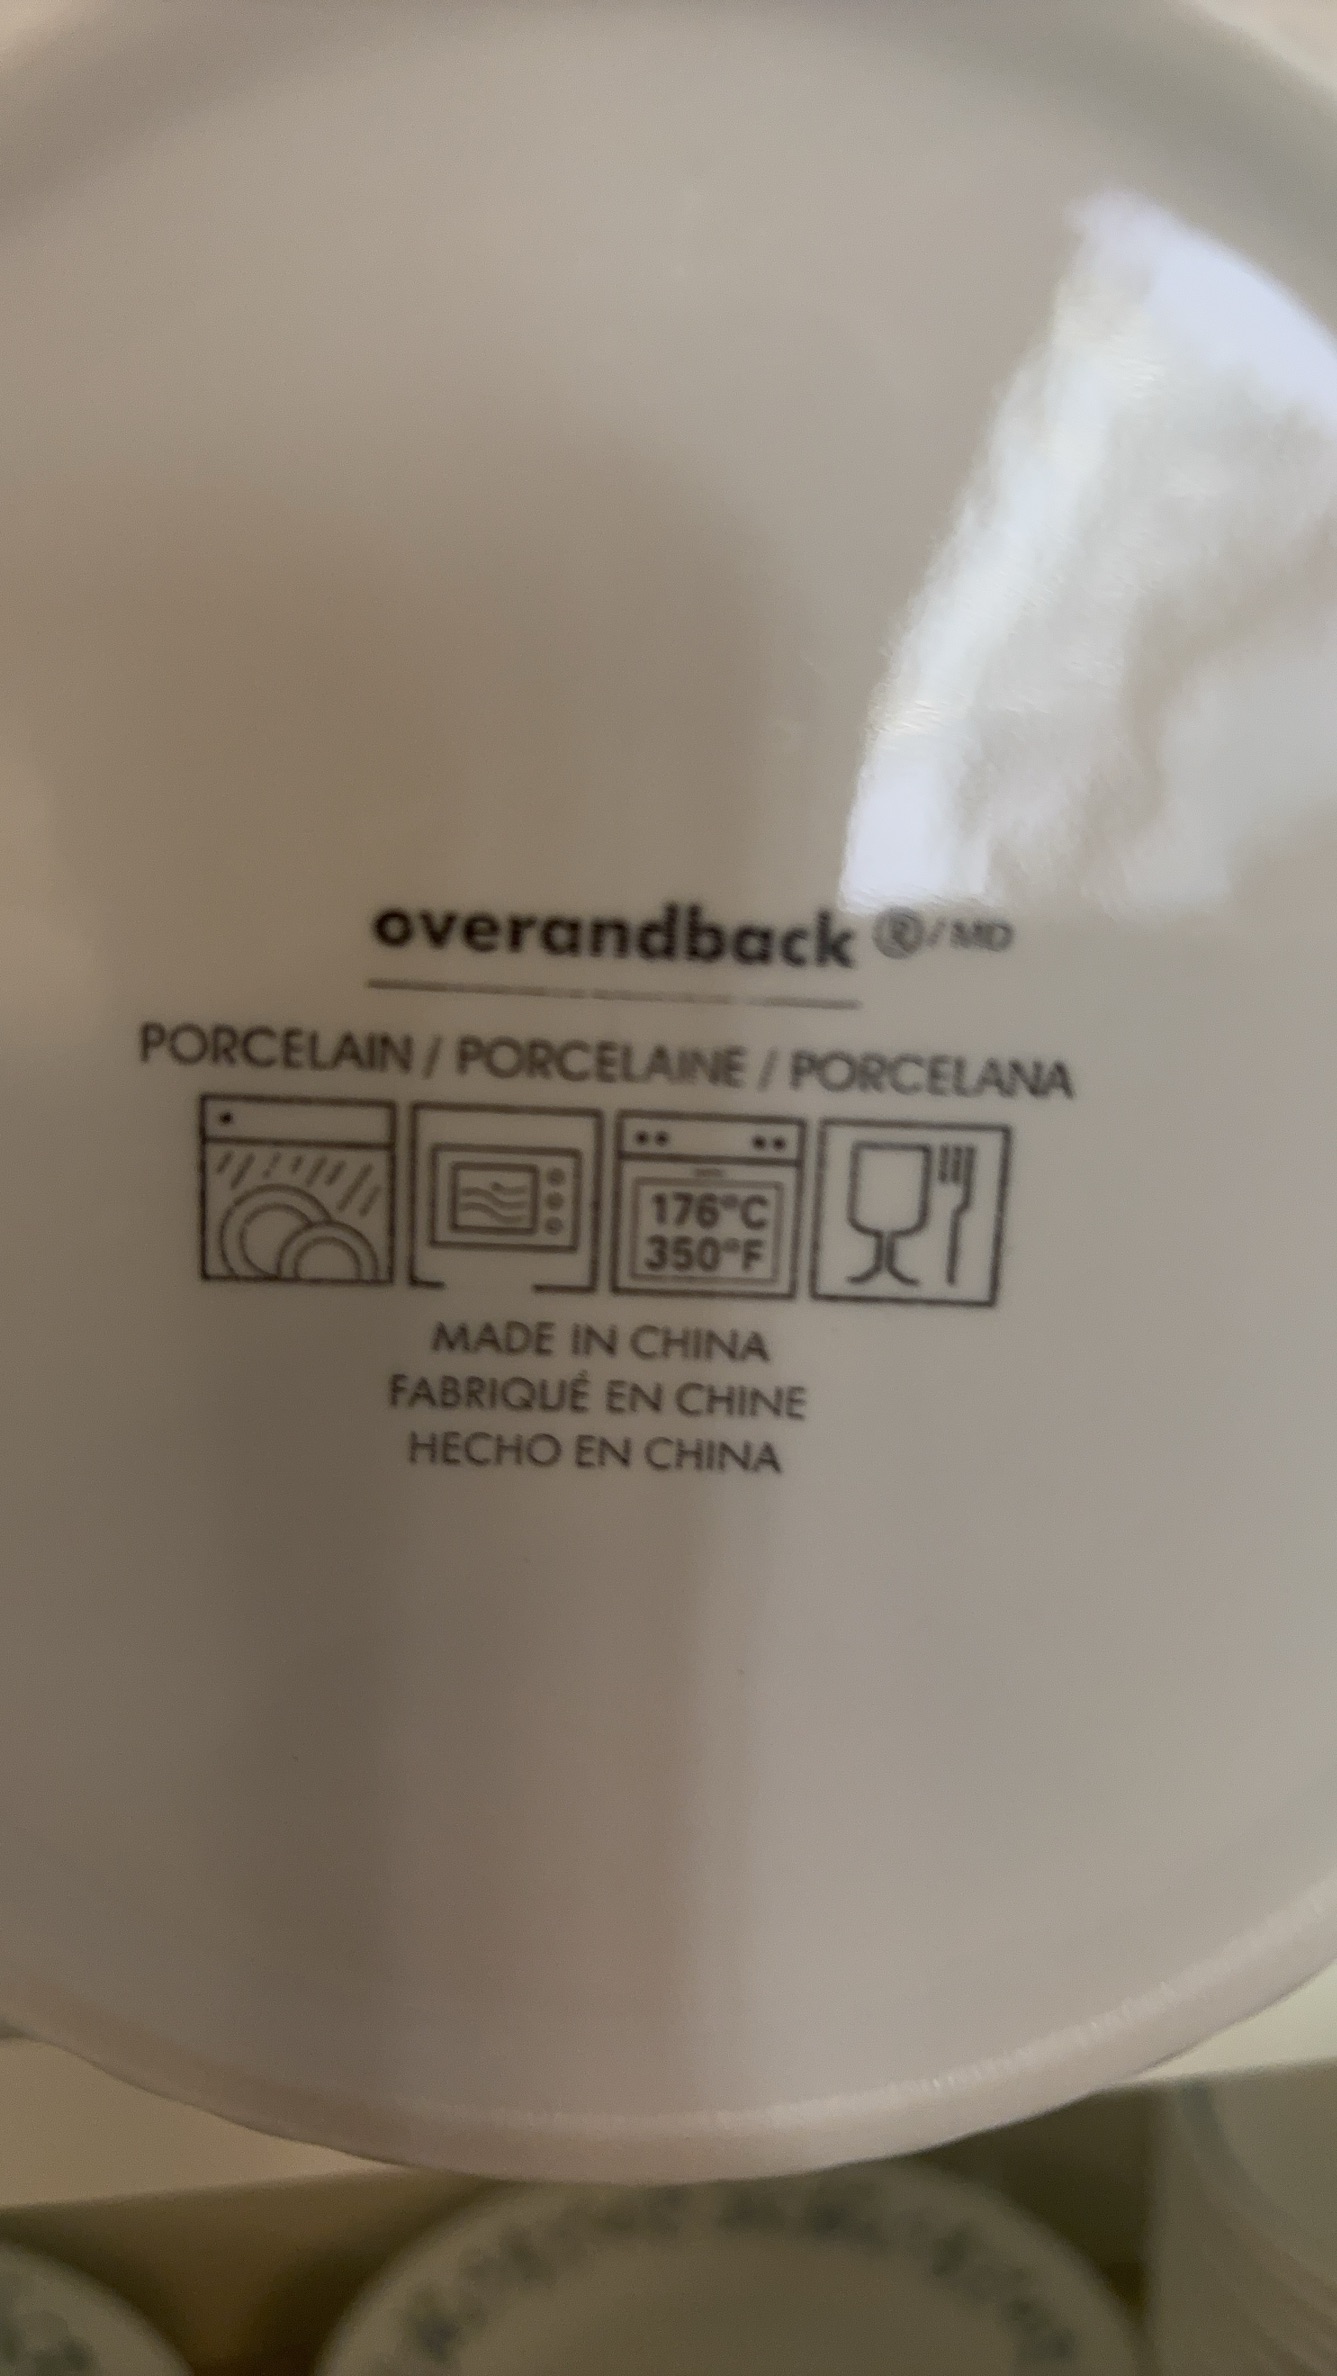 overandback ®/MD
PORCELAIN / PORCELAINE / PORCELANA
176°C
350°F
MADE IN CHINA
FABRIQUÉ EN CHINE
HECHO EN CHINA